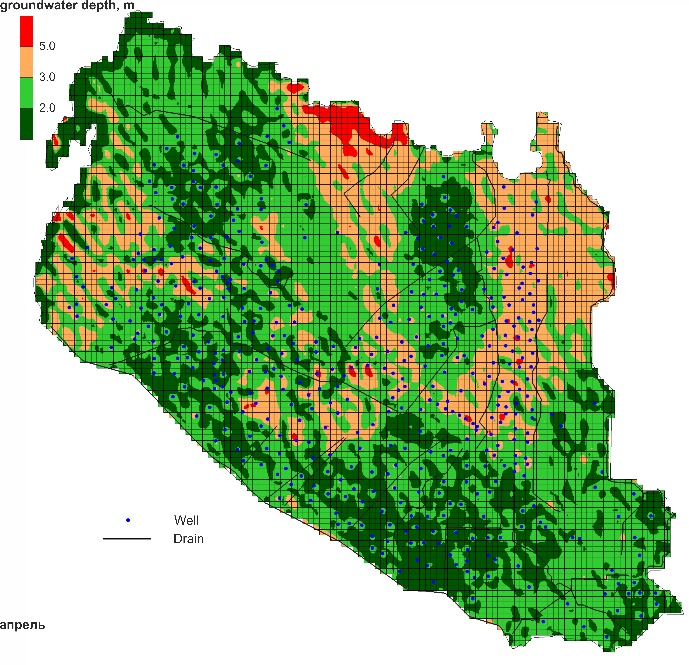 groundwater depth, m
5.0
3.0
2.0
Well
Drain
апрель